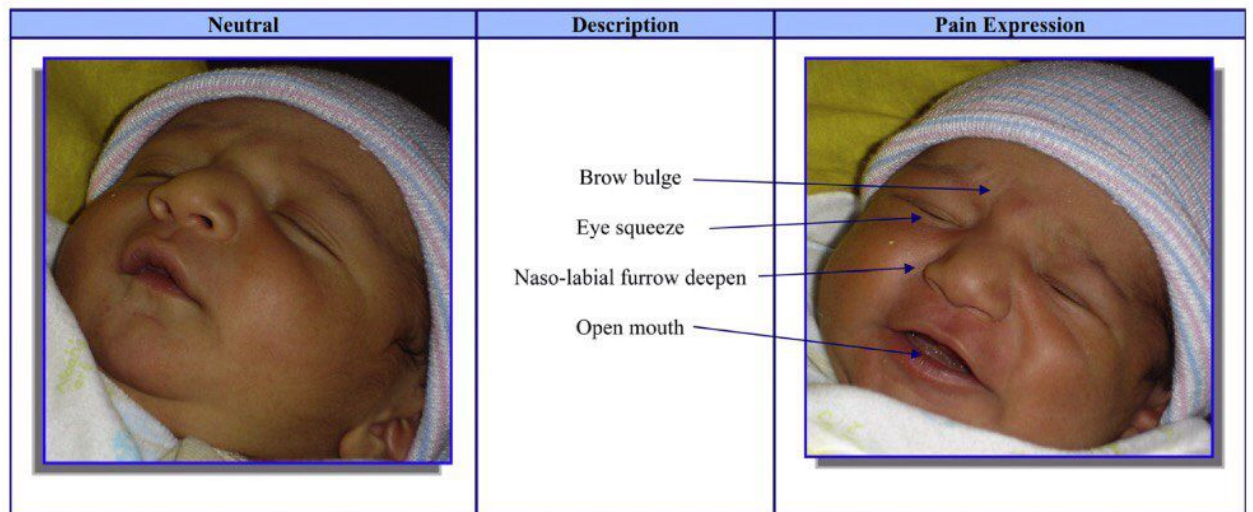 Neutral
Description
Pain Expression
Brow bulge
Eye squeeze
Naso-labial furrow deepen
Open mouth